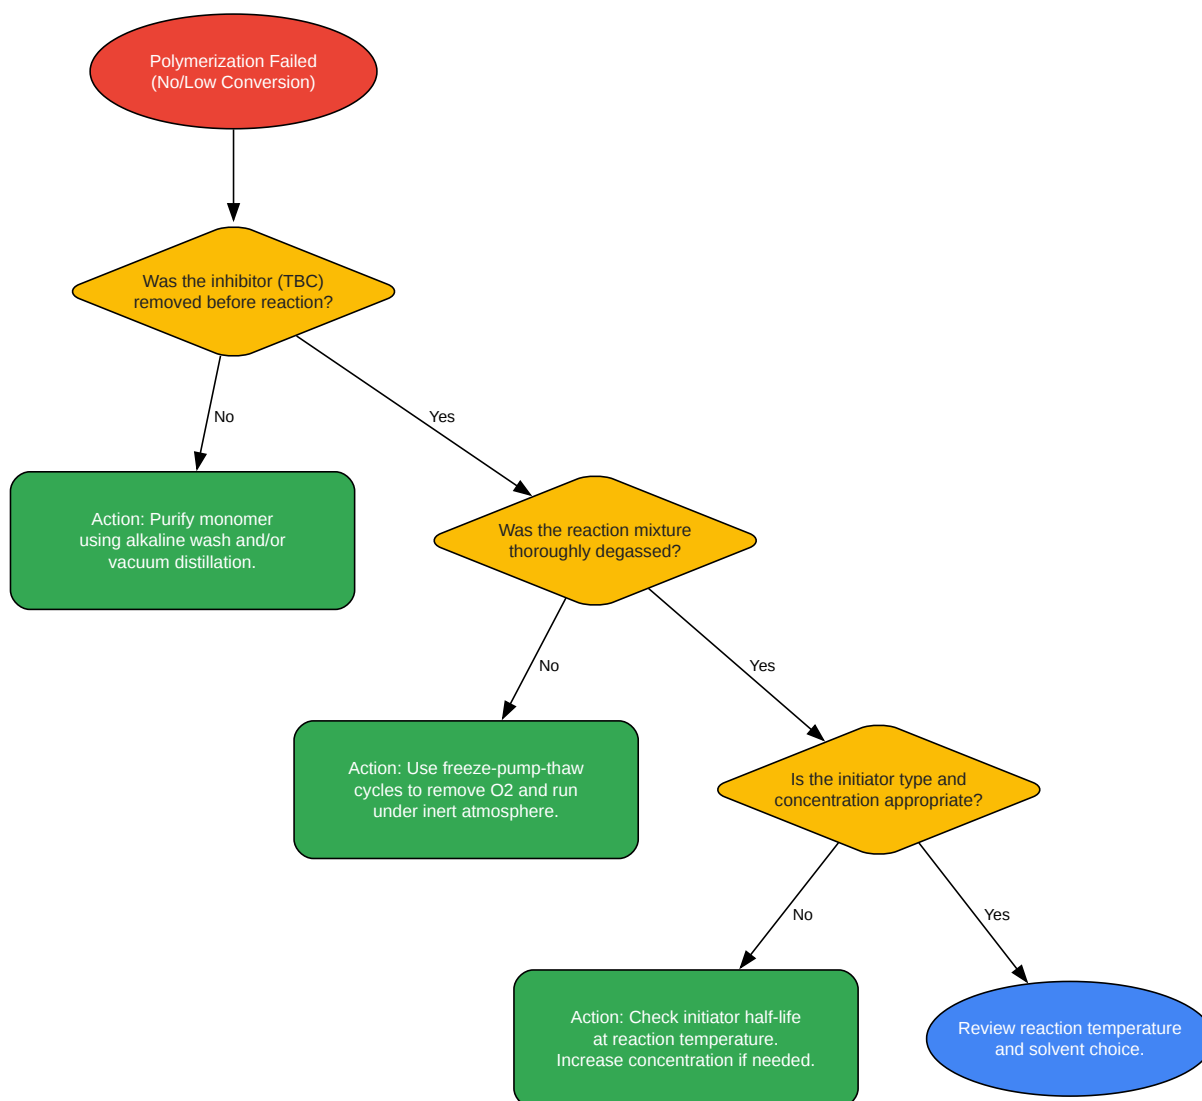 Polymerization Failed
(No/Low Conversion)
Was the inhibitor (TBC)
removed before reaction?
No
Yes
Action: Purify monomer
using alkaline wash and/or
vacuum distillation.
Was the reaction mixture
thoroughly degassed?
No
Yes
Action: Use freeze-pump-thaw
cycles to remove O2 and run
under inert atmosphere.
Is the initiator type and
concentration appropriate?
No
Yes
Action: Check initiator half-life
at reaction temperature.
Increase concentration if needed.
Review reaction temperature
and solvent choice.